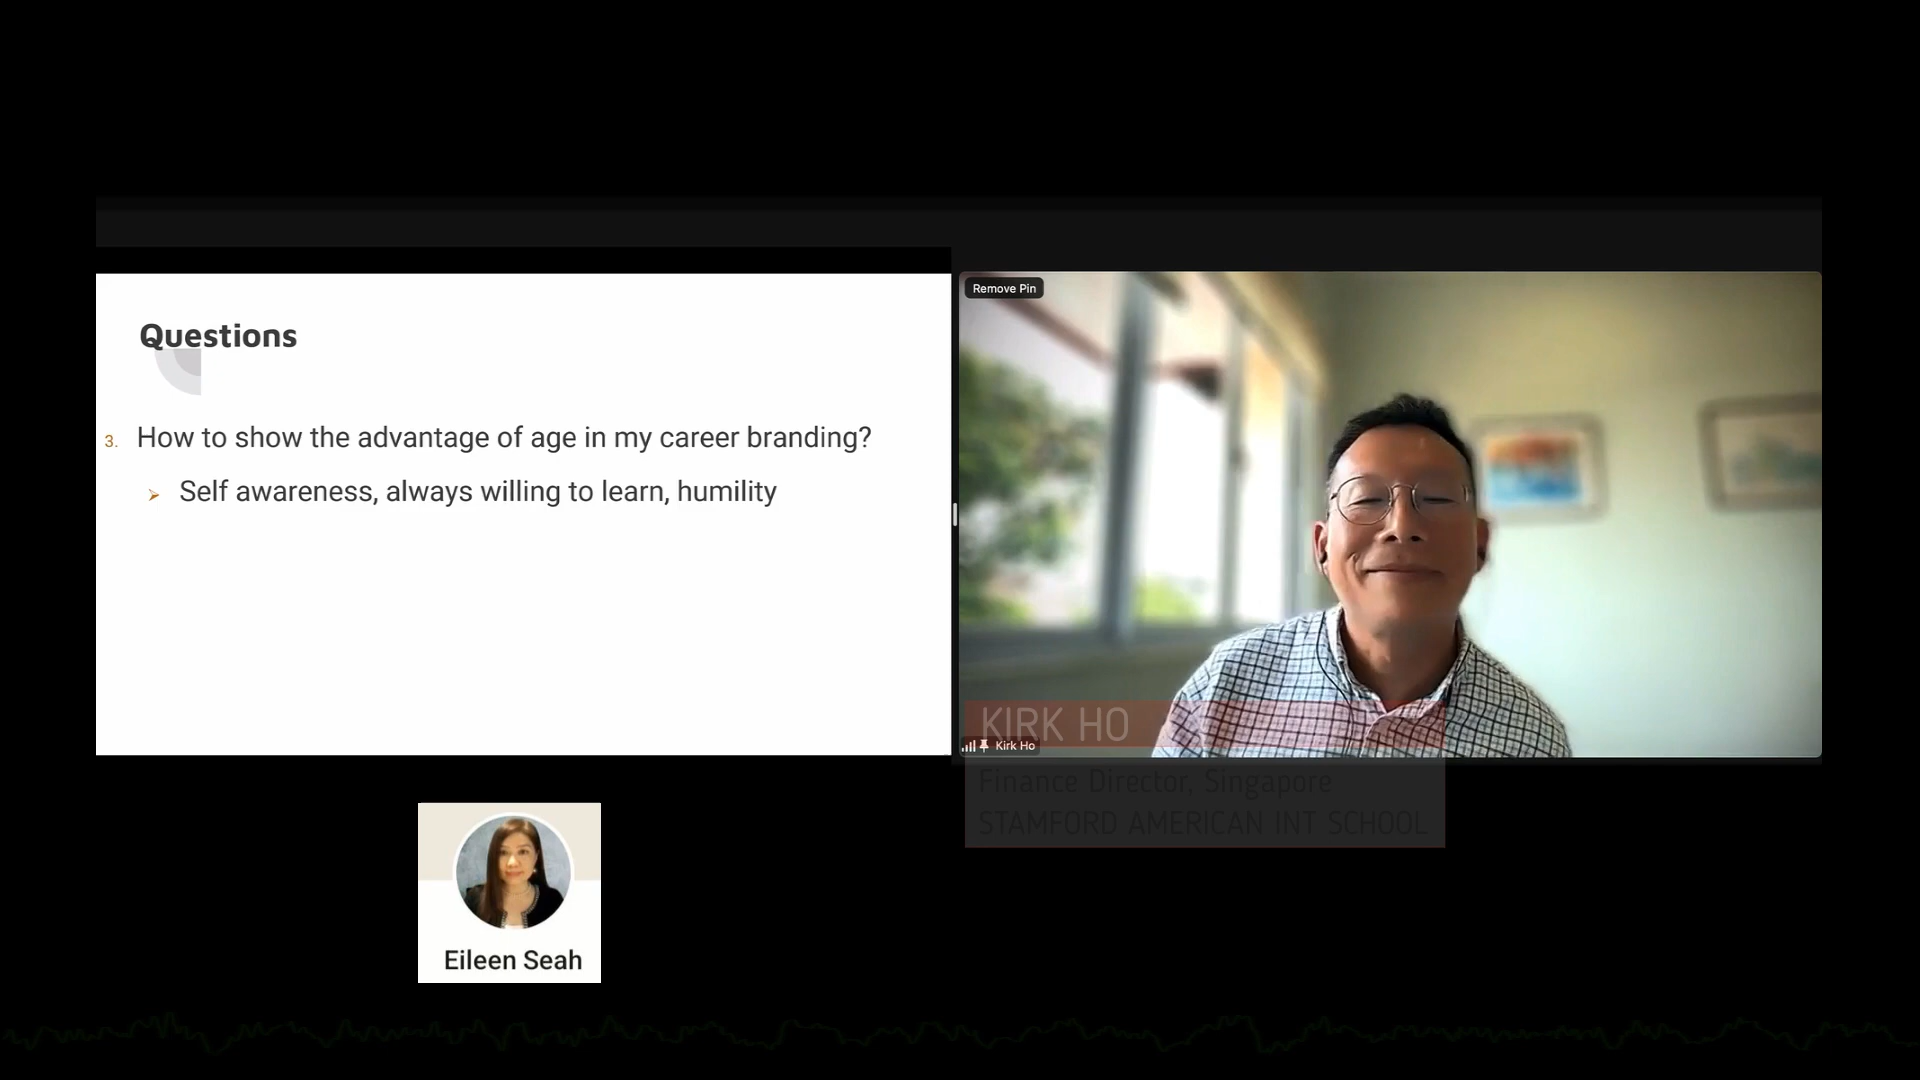 Questions
3. How to show the advantage of age in my career branding?
➢ Self awareness, always willing to learn, humility
Remove Pin
KIRK HO
Kirk Ho
Finance Director, Singapore
STAMFORD AMERICAN INT SCHOOL
Eileen Seah